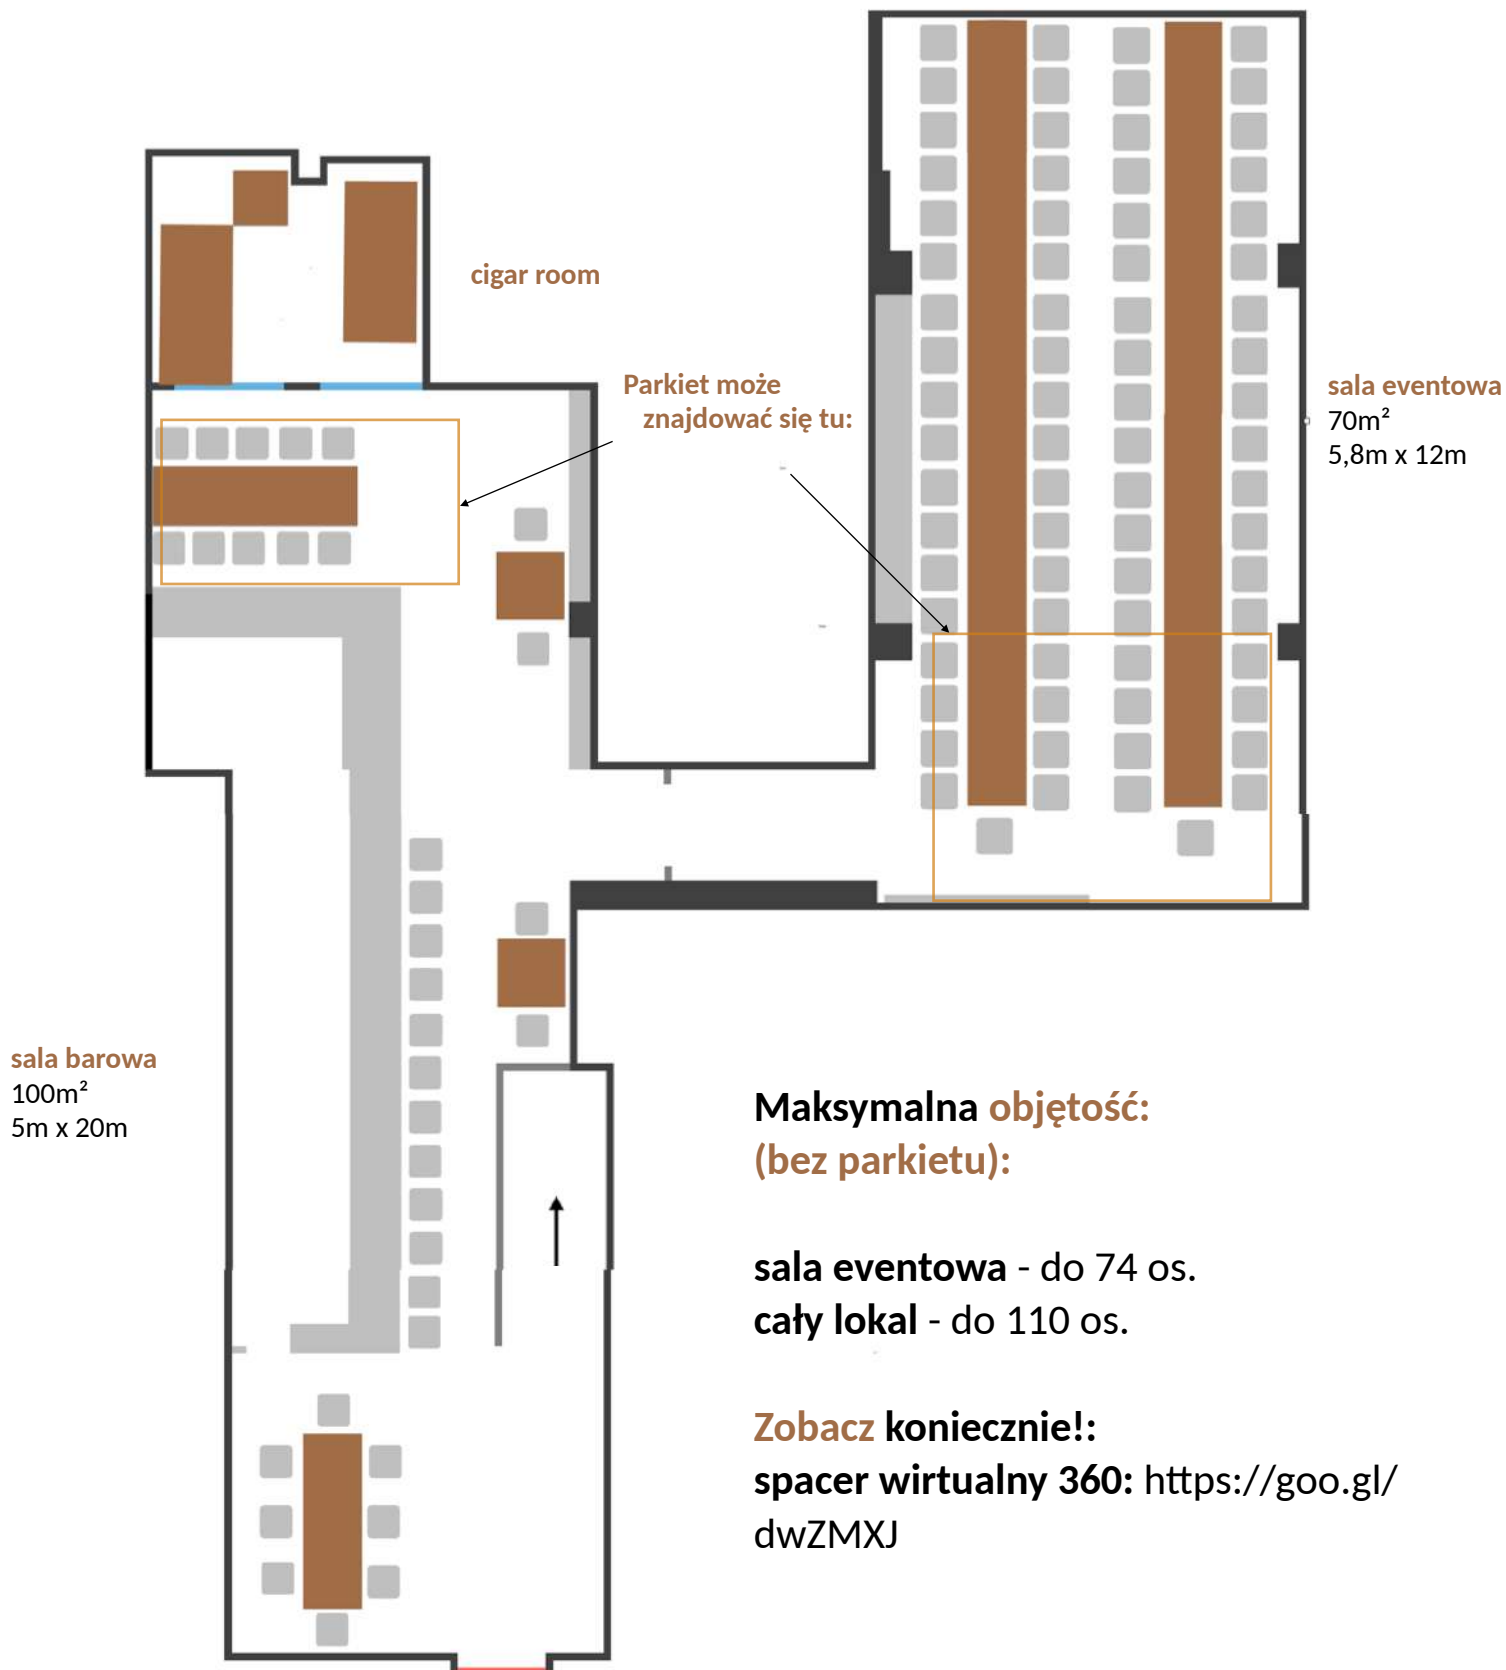 cigar room
Parkiet może
znajdować się tu:
sala eventowa
70m²
5,8m x 12m
sala barowa
100m²
5m x 20m
Maksymalna objętość:
(bez parkietu):
sala eventowa - do 74 os.
cały lokal - do 110 os.
Zobacz koniecznie!:
spacer wirtualny 360: https://goo.gl/
dwZMXJ